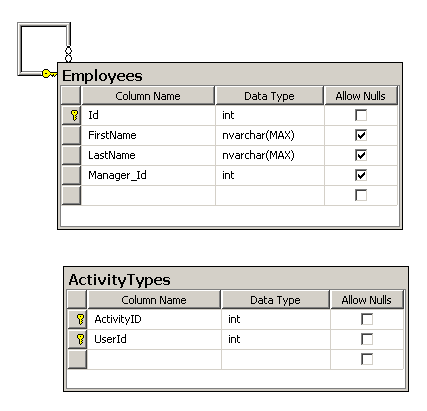 Employees
Column Name Data Type Allow Nulls
Id int
FirstName nvarchar(MAX)
LastName nvarchar(MAX)
Manager_Id int
ActivityTypes
Column Name Data Type Allow Nulls
ActivityID int
UserId int